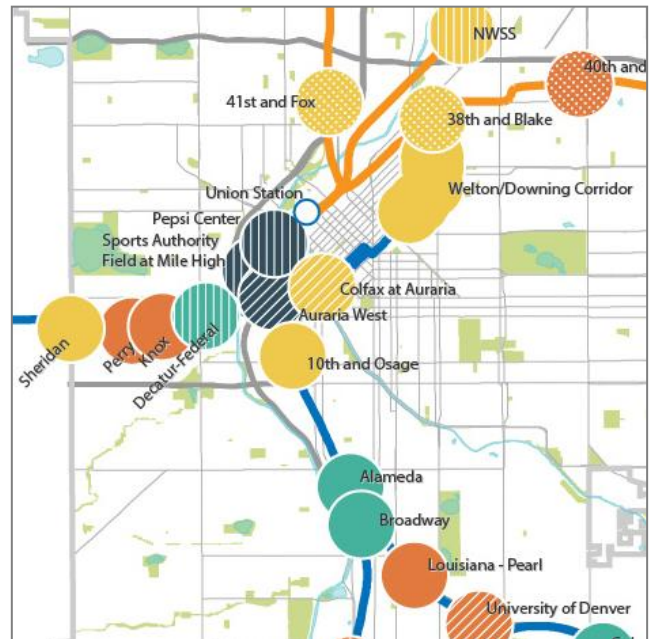 NWSS
40th and
41st and Fox
38th and Blake
Union Station
Welton/Downing Corridor
Pepsi Center
Sports Authority
Field at Mile High
Colfax at Auraria
Auraria West
Sheridan
Perry
Knox
Decatur-Federal
10th and Osage
Alameda
Broadway
Louisiana - Pearl
University of Denver